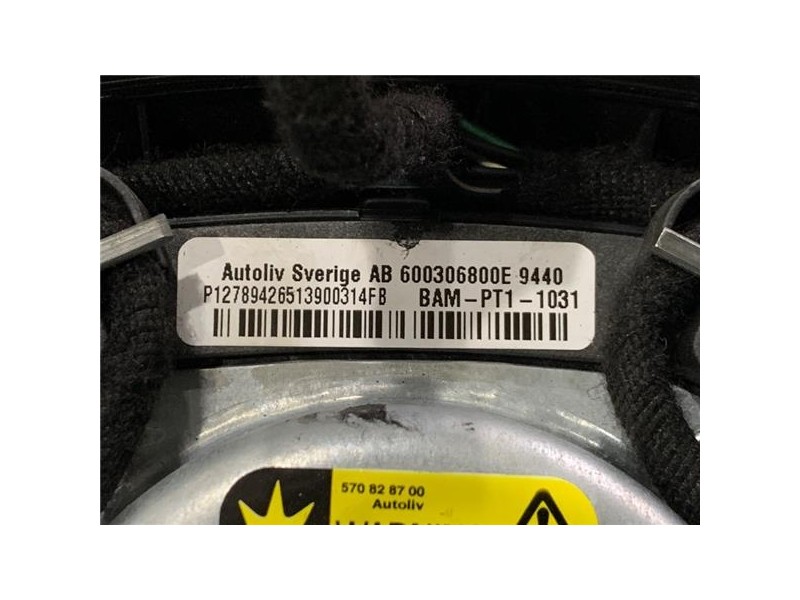 Autoliv Sverige AB 600306800E 9440
P12789426513900314FB BAM-PT1-1031
570 82 87 00
Autoliv